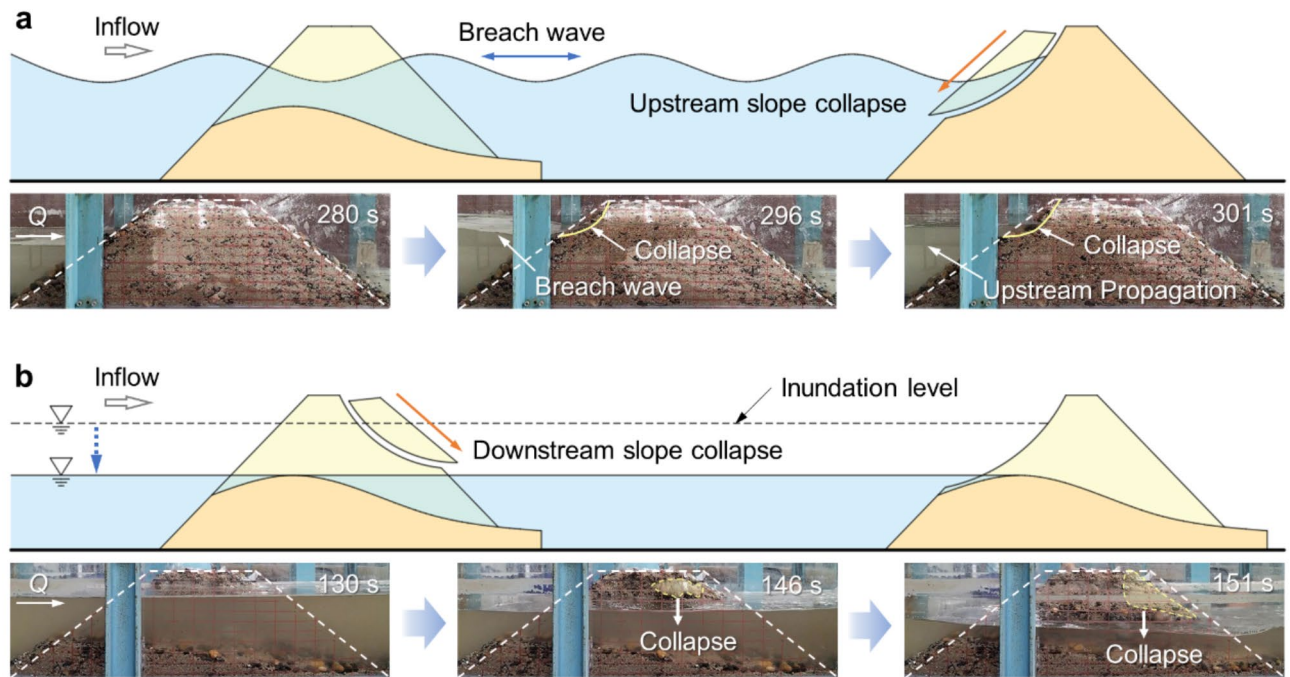 a
Inflow
Breach wave
Upstream slope collapse
Q
280 s
296 s
Collapse
Breach wave
301 s
Collapse
Upstream Propagation
b
Inflow
Inundation level
Downstream slope collapse
Q
130 s
146 s
Collapse
151 s
Collapse